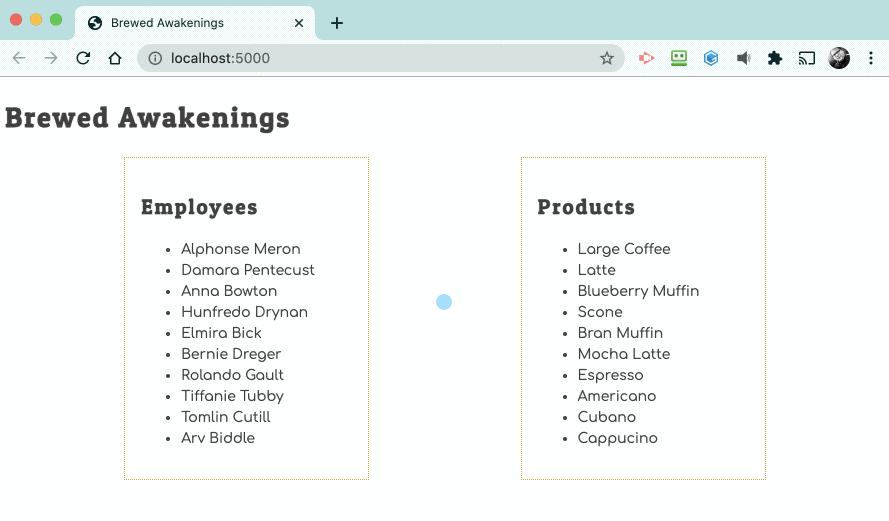 Brewed Awakenings
localhost:5000
Brewed Awakenings
Employees
Alphonse Meron
Damara Pentecust
Anna Bowton
Hunfredo Drynan
Elmira Bick
Bernie Dreger
Rolando Gault
Tiffanie Tubby
Tomlin Cutill
Arv Biddle
Products
Large Coffee
Latte
Blueberry Muffin
Scone
Bran Muffin
Mocha Latte
Espresso
Americano
Cubano
Cappucino